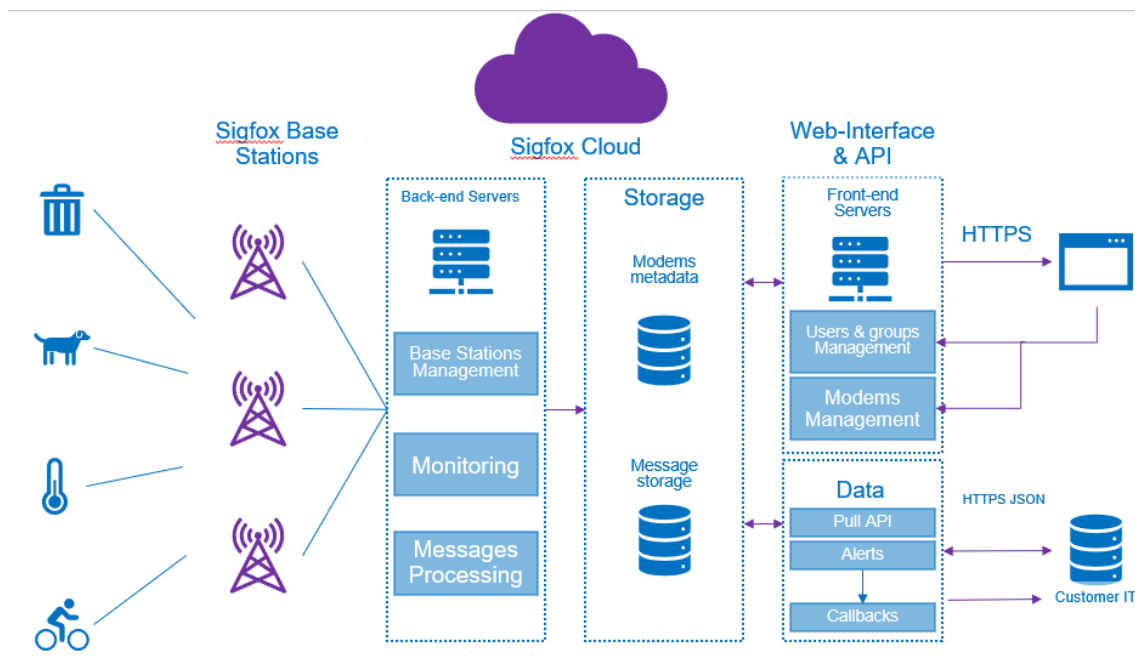 Sigfox Base
Stations
Sigfox Cloud
Web-Interface
& API
Back-end Servers
Base Stations
Management
Monitoring
Messages
Processing
Storage
Modems
metadata
Message
storage
Front-end
Servers
Users & groups
Management
Modems
Management
HTTPS
Data
Pull API
Alerts
Callbacks
HTTPS JSON
Customer IT